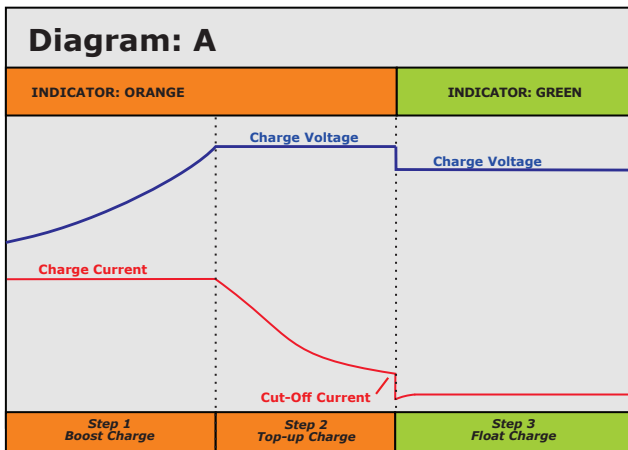 Diagram: A
INDICATOR: ORANGE
INDICATOR: GREEN
Charge Voltage
Charge Voltage
Charge Current
Cut-Off Current
Step 1
Boost Charge
Step 2
Top-up Charge
Step 3
Float Charge